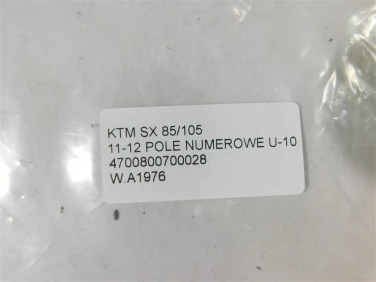 KTM SX 85/105
11-12 POLE NUMEROWE U-10
4700800700028
W.A1976